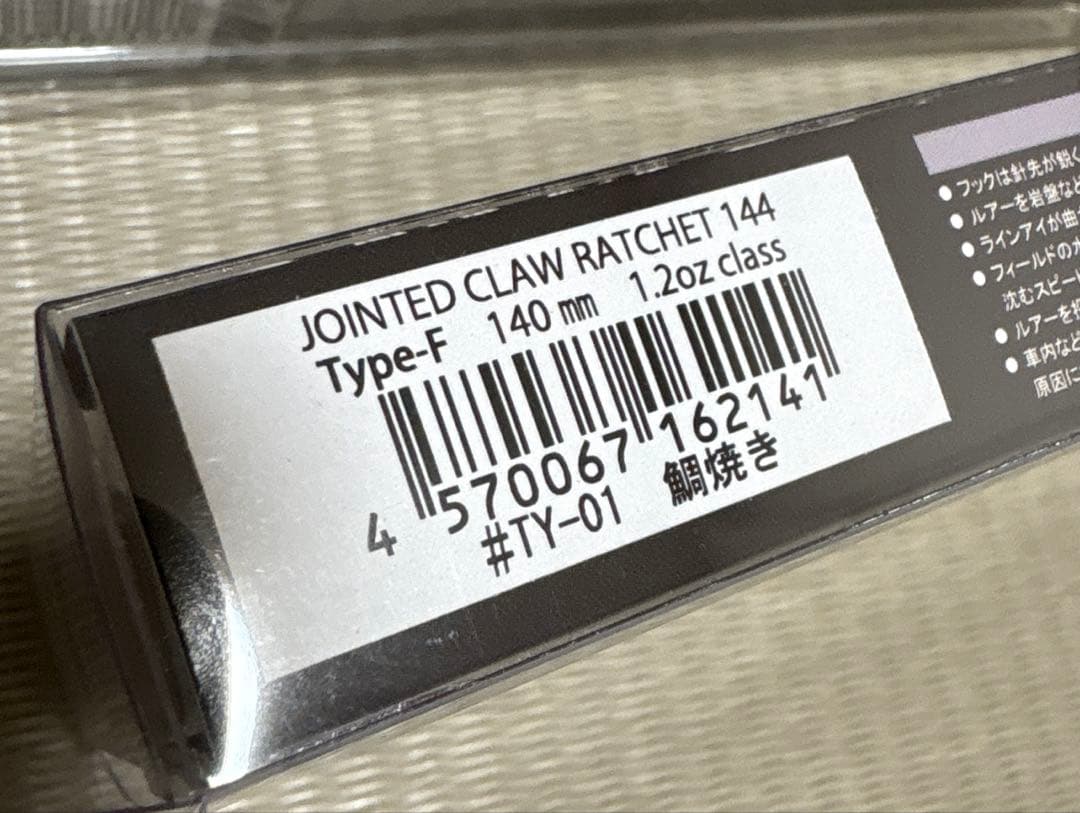 JOINTED CLAW RATCHET 144
Type-F 140 mm 1.2oz class
4 570067 162141
#TY-01 鯛焼き
●フックは針先が鋭く
●ルアーを岩盤など
●ラインアイが曲
●フィールドの
沈むスピー
●ルアーを
●車内など
原因に